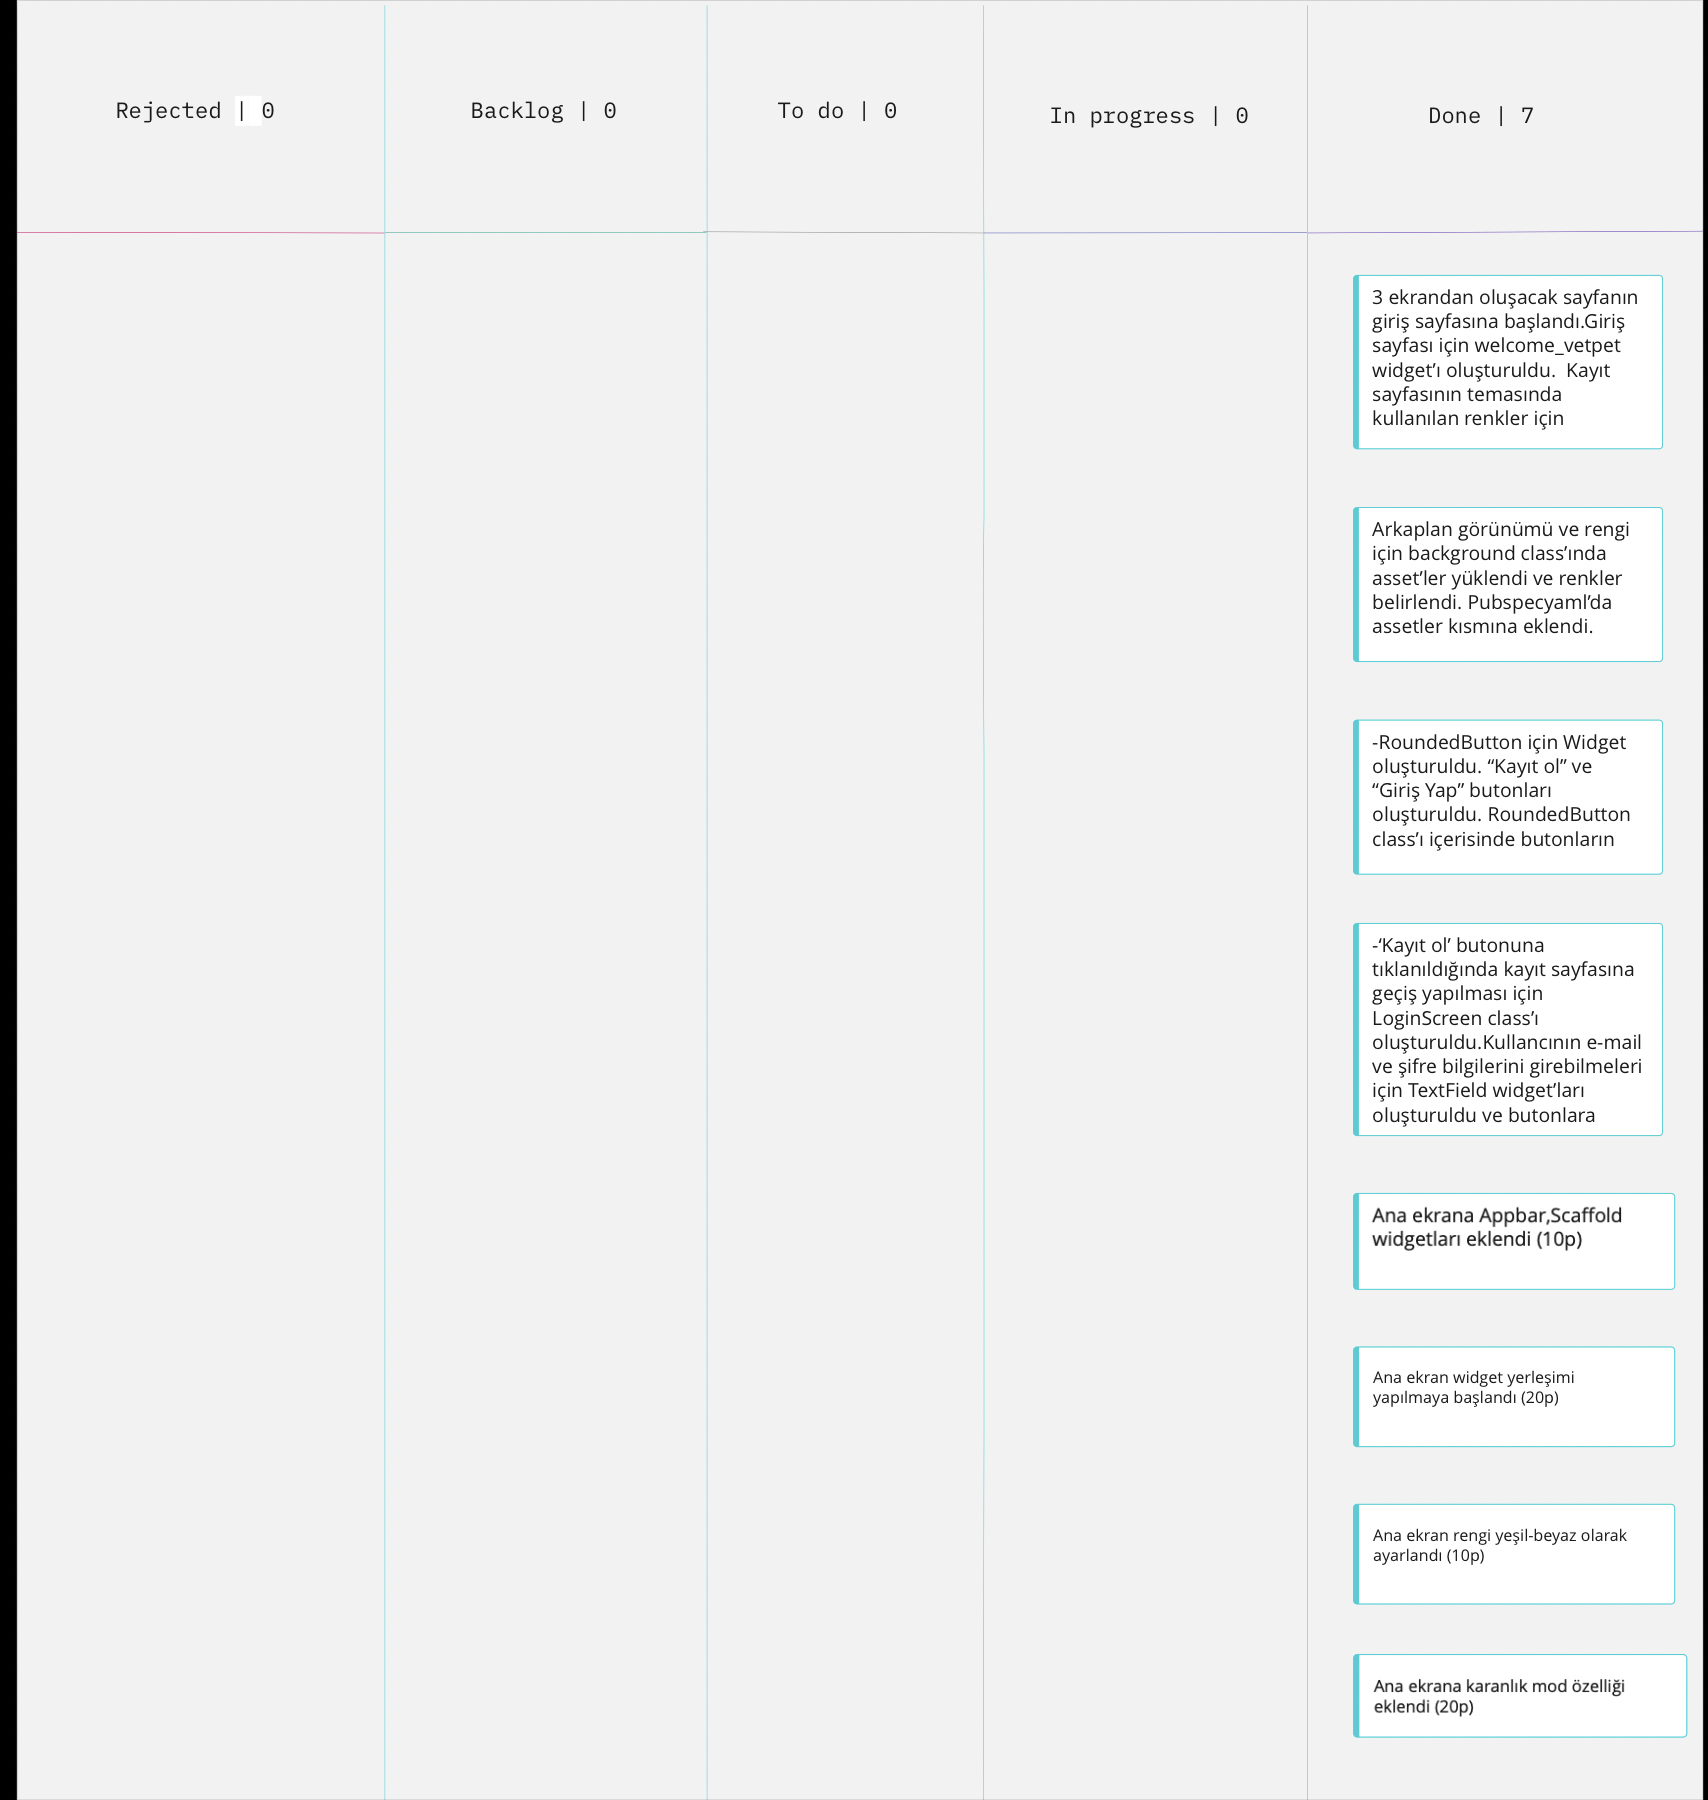 Rejected | 0
Backlog | 0
To do | 0
In progress | 0
Done | 7
3 ekrandan oluşacak sayfanın
giriş sayfasına başlandı.Giriş
sayfası için welcome_vetpet
widget’ı oluşturuldu.  Kayıt
sayfasının temasında
kullanılan renkler için
Arkaplan görünümü ve rengi
için background class’ında
asset’ler yüklendi ve renkler
belirlendi. Pubspecyaml’da
assetler kısmına eklendi.
-RoundedButton için Widget
oluşturuldu. “Kayıt ol” ve
“Giriş Yap” butonları
oluşturuldu. RoundedButton
class’ı içerisinde butonların
-‘Kayıt ol’ butonuna
tıklanıldığında kayıt sayfasına
geçiş yapılması için
LoginScreen class’ı
oluşturuldu.Kullancının e-mail
ve şifre bilgilerini girebilmeleri
için TextField widget’ları
oluşturuldu ve butonlara
Ana ekrana Appbar,Scaffold
widgetları eklendi (10p)
Ana ekran widget yerleşimi
yapılmaya başlandı (20p)
Ana ekran rengi yeşil-beyaz olarak
ayarlandı (10p)
Ana ekrana karanlık mod özelliği
eklendi (20p)